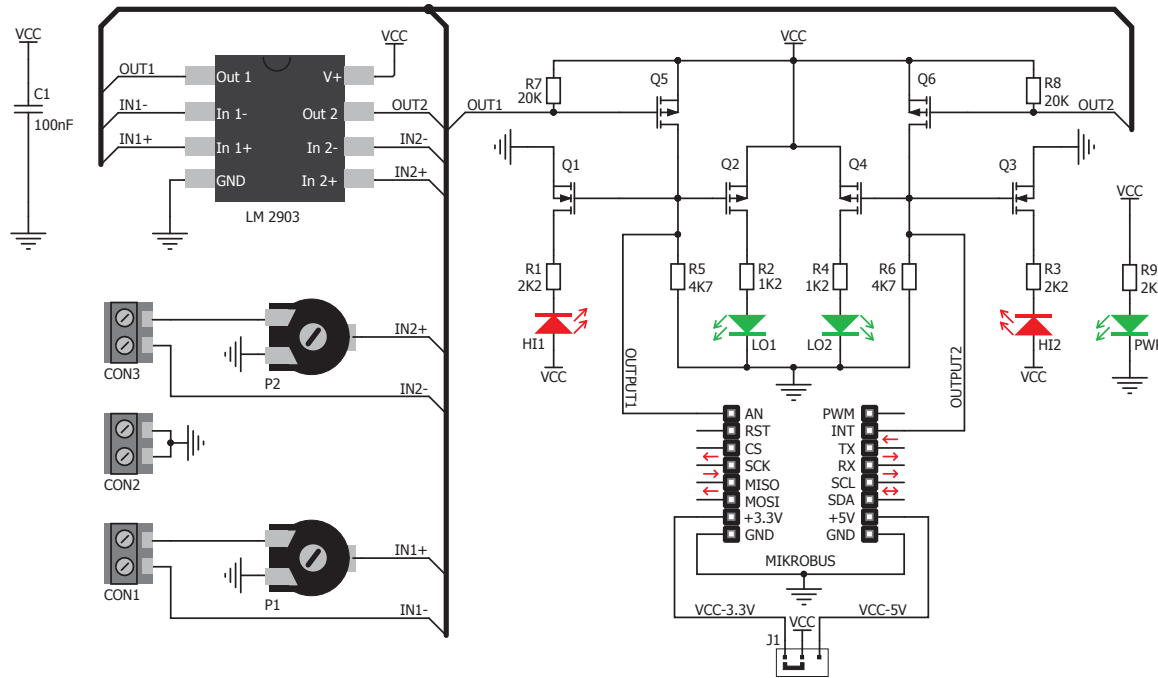 VCC
C1
100nF
OUT1
IN1-
IN1+
Out 1
In 1-
In 1+
GND
V+
Out 2
In 2-
In 2+
LM 2903
VCC
OUT2
IN2-
IN2+
OUT1
R7
20K
Q5
VCC
Q6
R8
20K
OUT2
Q1
Q2
Q4
Q3
VCC
R1
2K2
R5
4K7
R2
1K2
R4
1K2
R6
4K7
R3
2K2
R9
HI1
VCC
LO1
LO2
HI2
VCC
OUTPUT1
OUTPUT2
CON3
P2
IN2+
IN2-
CON2
CON1
P1
IN1+
IN1-
AN
RST
CS
SCK
MISO
MOSI
+3.3V
GND
PWM
INT
TX
RX
SCL
SDA
+5V
GND
MIKROBUS
VCC-3.3V
VCC-5V
VCC
J1